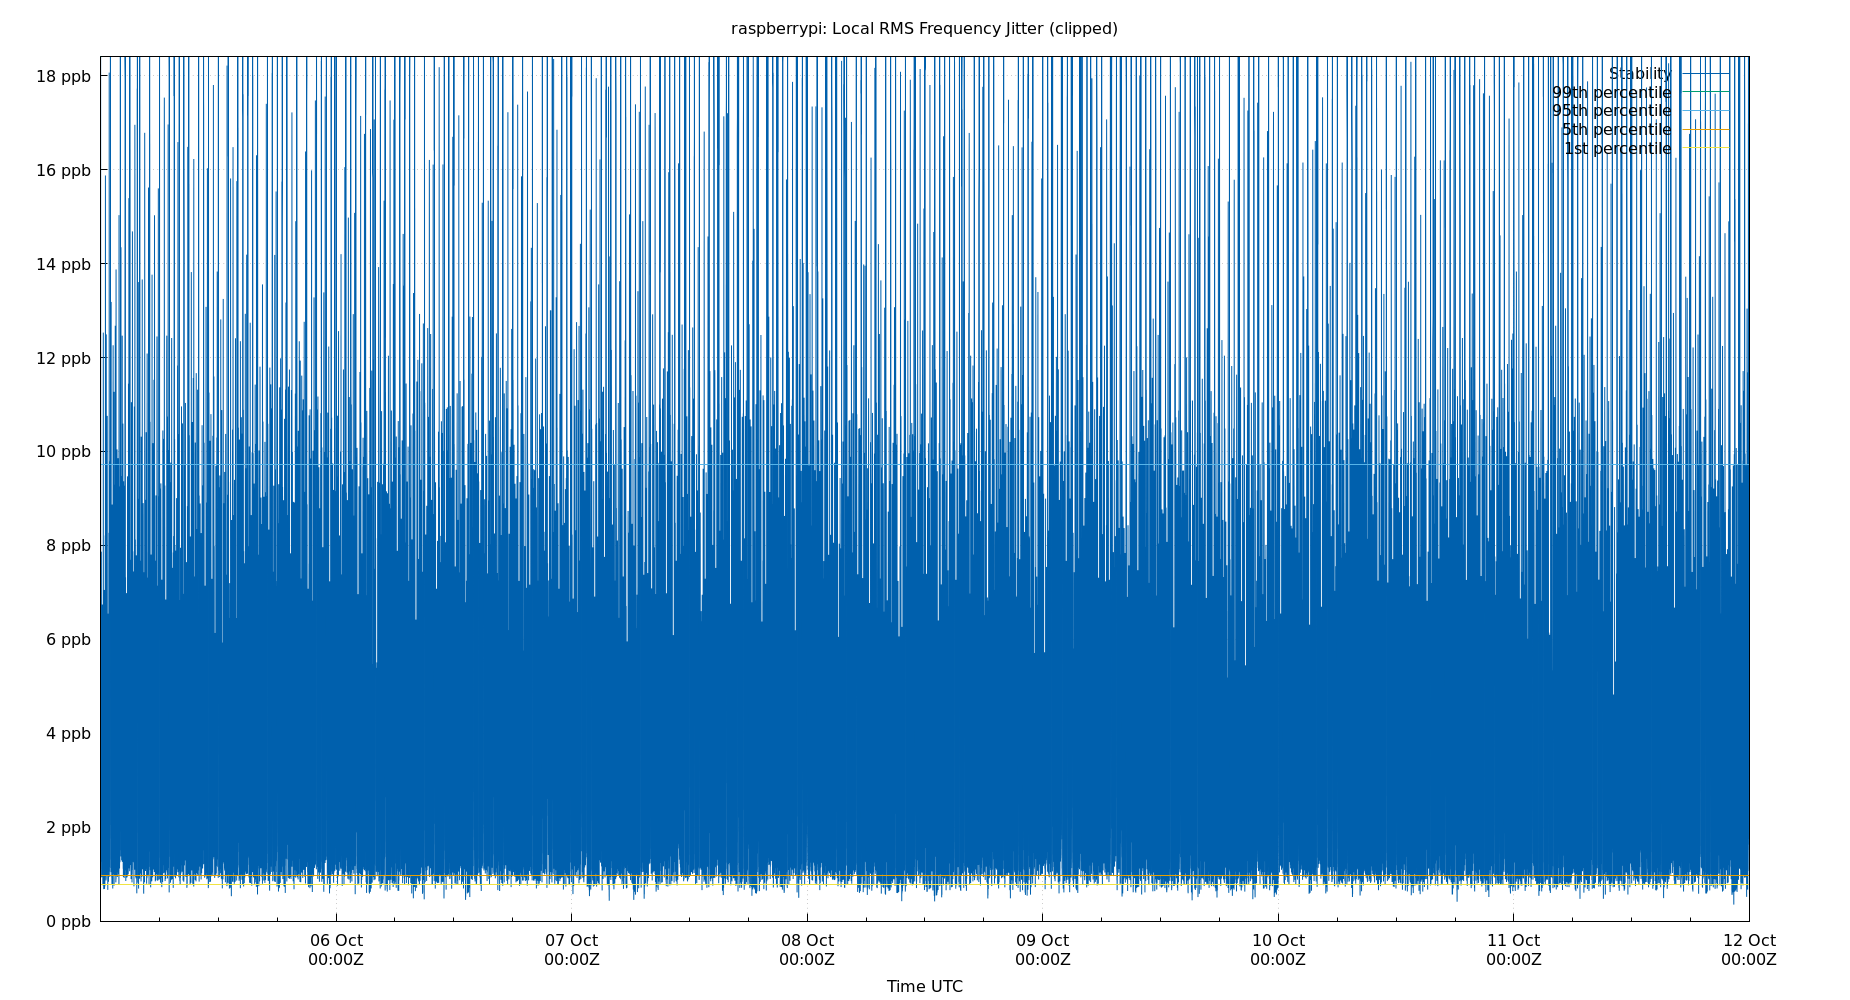 raspberrypi: Local RMS Frequency Jitter (clipped)
18 ppb
16 ppb
14 ppb
12 ppb
10 ppb
8 ppb
6 ppb
4 ppb
2 ppb
0 ppb
Stability
99th percentile
95th percentile
5th percentile
1st percentile
06 Oct
00:00Z
07 Oct
00:00Z
08 Oct
00:00Z
09 Oct
00:00Z
10 Oct
00:00Z
11 Oct
00:00Z
12 Oct
00:00Z
Time UTC